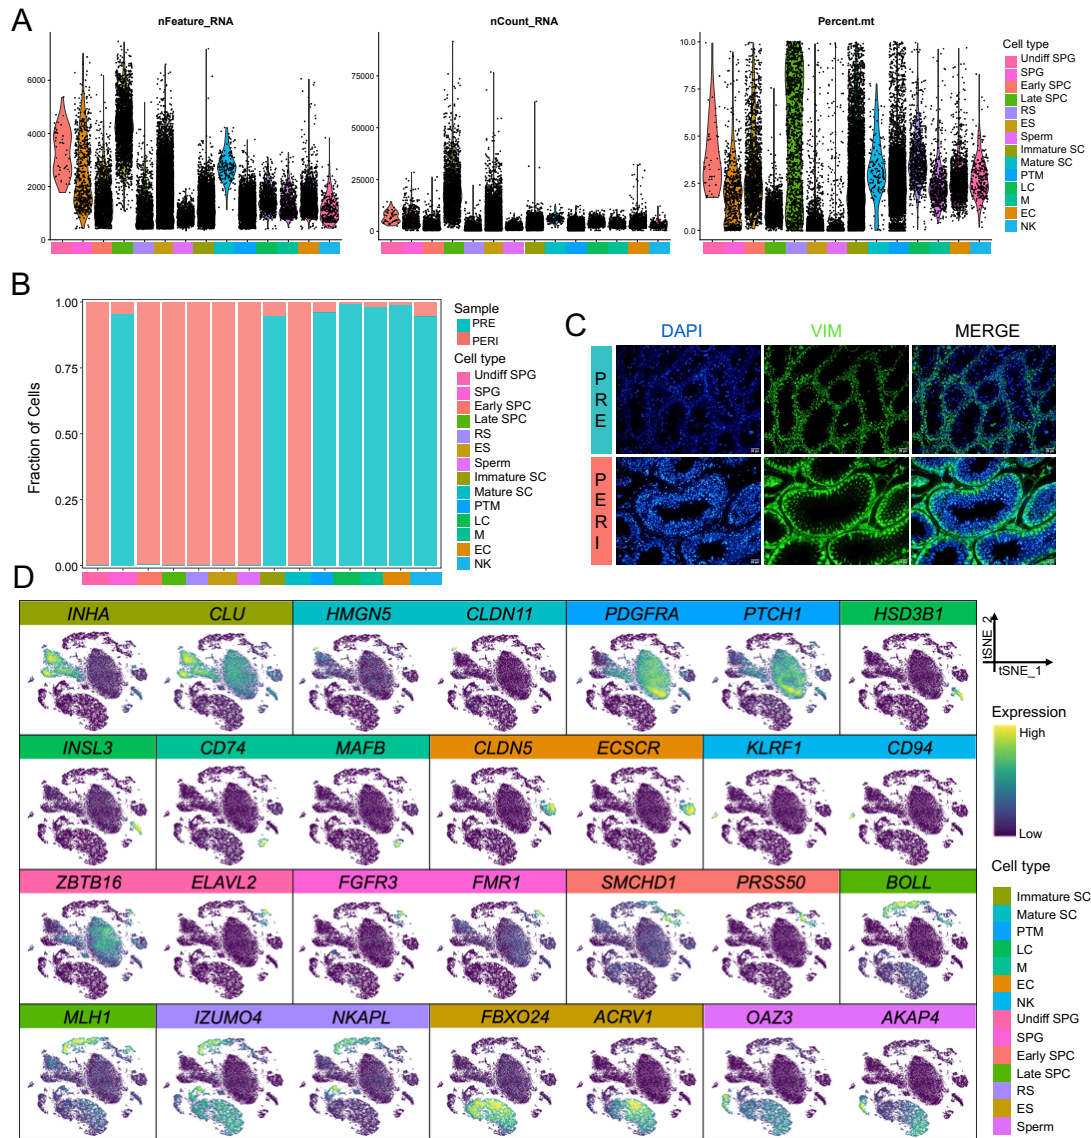 A
nFeature_RNA
nCount_RNA
Percent.mt
6000
4000
2000
0
75000
50000
25000
0
10.0
7.5
5.0
2.5
0.0
Cell type
Undiff SPG
SPG
Early SPC
Late SPC
RS
ES
Sperm
Immature SC
Mature SC
PTM
LC
M
EC
NK
B
Fraction of Cells
1.00
0.75
0.50
0.25
0.00
Sample
PRE
PERI
Cell type
Undiff SPG
SPG
Early SPC
Late SPC
RS
ES
Sperm
Immature SC
Mature SC
PTM
LC
M
EC
NK
C
DAPI VIM MERGE
PRE
PERI
D
INHA CLU HMGN5 CLDN11 PDGFRA PTCH1 HSD3B1
INSL3 CD74 MAFB CLDN5 ECSCR KLRF1 CD94
ZBTB16 ELAVL2 FGFR3 FMR1 SMCHD1 PRSS50 BOLL
MLH1 IZUMO4 NKAPL FBXO24 ACRV1 OAZ3 AKAP4
tSNE_2
tSNE_1
Expression
High
Low
Cell type
Immature SC
Mature SC
PTM
LC
M
EC
NK
Undiff SPG
SPG
Early SPC
Late SPC
RS
ES
Sperm